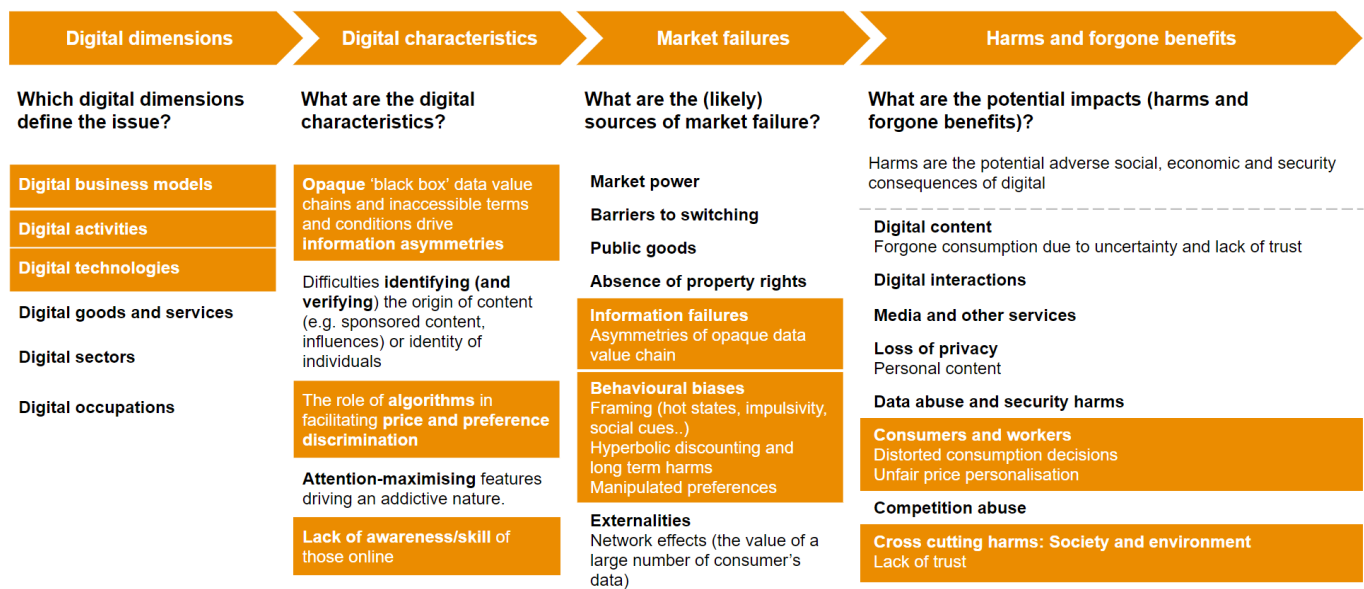 Digital dimensions
Digital characteristics
Market failures
Harms and forgone benefits
Which digital dimensions
define the issue?
Digital business models
Digital activities
Digital technologies
Digital goods and services
Digital sectors
Digital occupations
What are the digital
characteristics?
Opaque ‘black box’ data value
chains and inaccessible terms
and conditions drive
information asymmetries
Difficulties identifying (and
verifying) the origin of content
(e.g. sponsored content,
influences) or identity of
individuals
The role of algorithms in
facilitating price and preference
discrimination
Attention-maximising features
driving an addictive nature.
Lack of awareness/skill of
those online
What are the (likely)
sources of market failure?
Market power
Barriers to switching
Public goods
Absence of property rights
Information failures
Asymmetries of opaque data
value chain
Behavioural biases
Framing (hot states, impulsivity,
social cues..)
Hyperbolic discounting and
long term harms
Manipulated preferences
Externalities
Network effects (the value of a
large number of consumer’s
data)
What are the potential impacts (harms and
forgone benefits)?
Harms are the potential adverse social, economic and security
consequences of digital
Digital content
Forgone consumption due to uncertainty and lack of trust
Digital interactions
Media and other services
Loss of privacy
Personal content
Data abuse and security harms
Consumers and workers
Distorted consumption decisions
Unfair price personalisation
Competition abuse
Cross cutting harms: Society and environment
Lack of trust